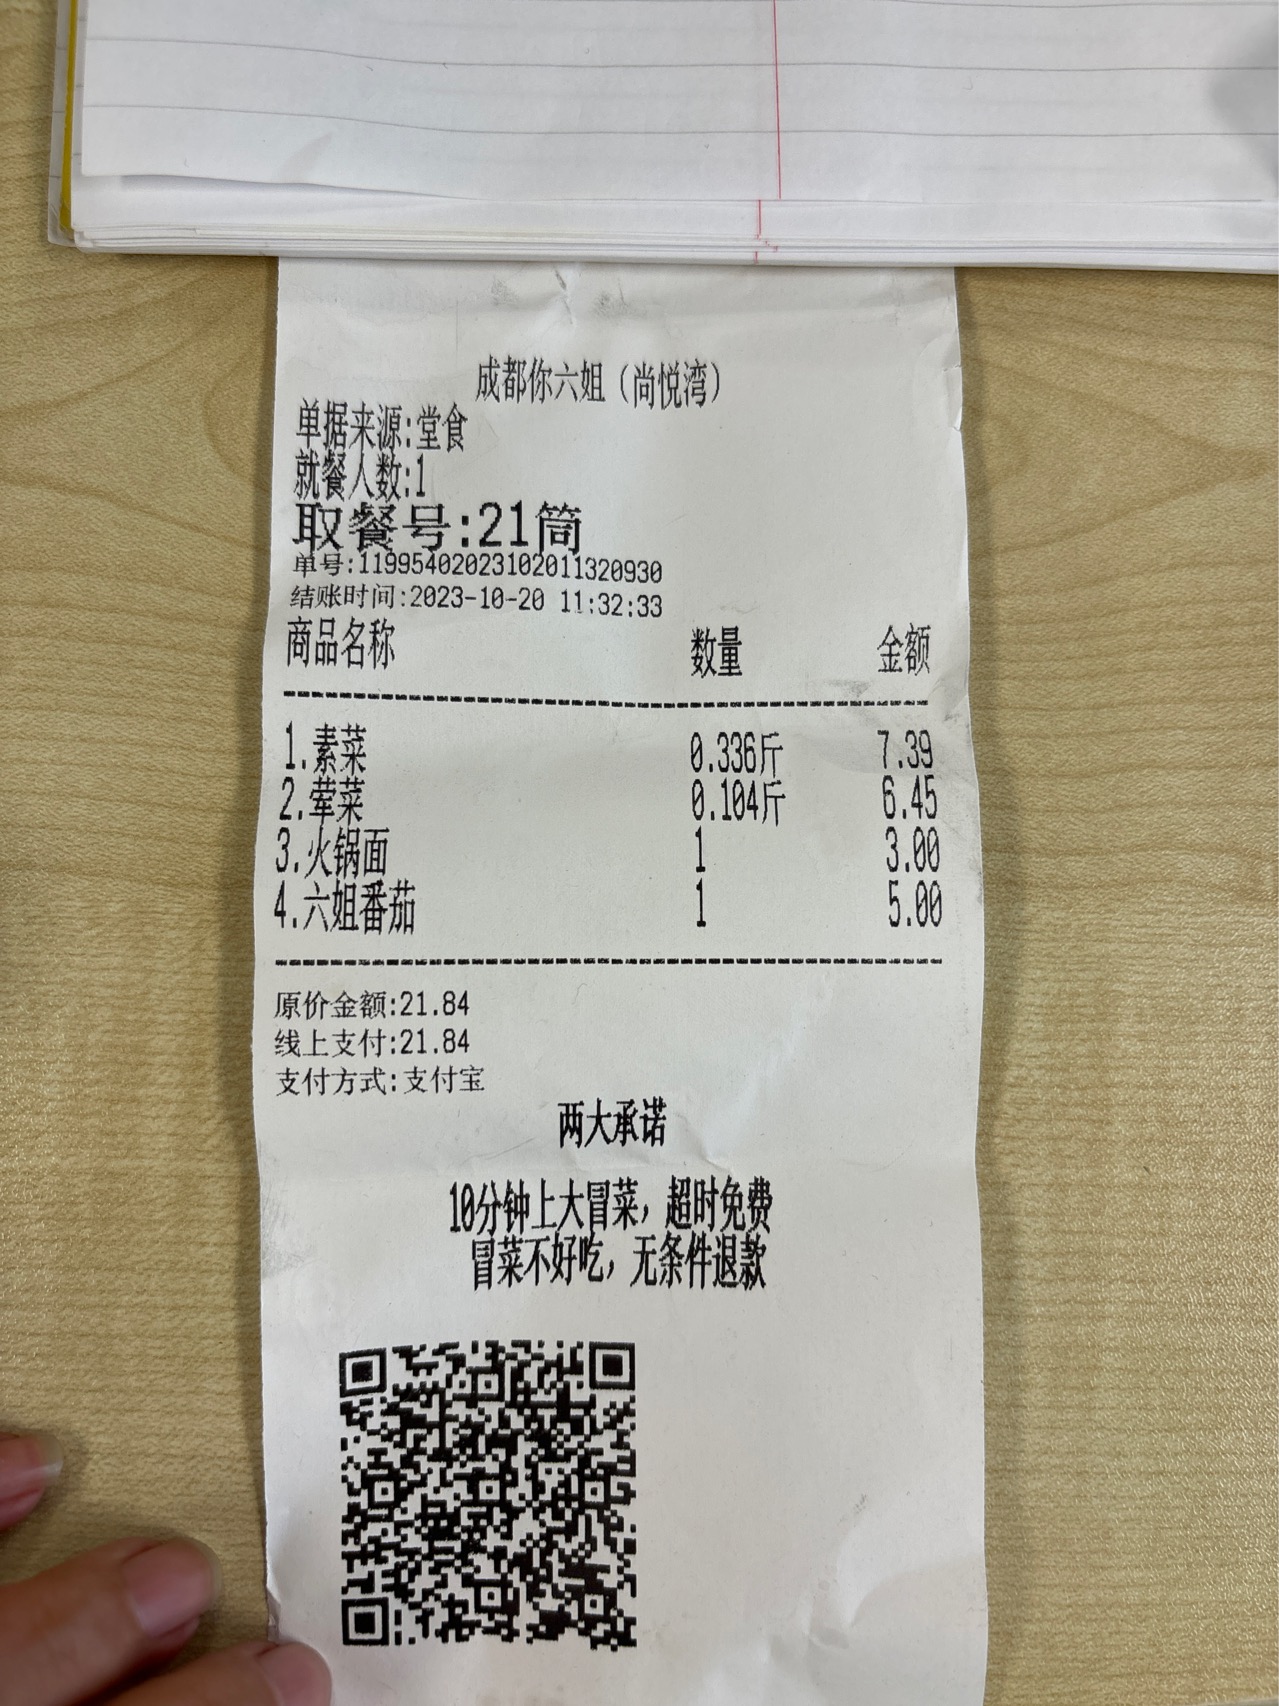 成都你六姐（尚悦湾）
单据来源:堂食
就餐人数:1
取餐号:21筒
单号:11995402023102011320930
结账时间:2023-10-20 11:32:33
商品名称 数量 金额
1.素菜 0.336斤 7.39
2.荤菜 0.104斤 6.45
3.火锅面 1 3.00
4.六姐番茄 1 5.00
原价金额:21.84
线上支付:21.84
支付方式:支付宝
两大承诺
10分钟上大冒菜，超时免费
冒菜不好吃，无条件退款